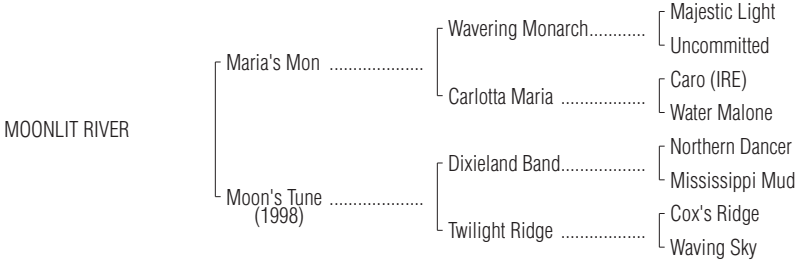 Majestic Light
Wavering Monarch............
Uncommitted
Maria's Mon ....................
Caro (IRE)
Carlotta Maria ..................
Water Malone
MOONLIT RIVER
Northern Dancer
Dixieland Band..................
Mississippi Mud
Moon's Tune ....................
(1998)
Cox's Ridge
Twilight Ridge ..................
Waving Sky